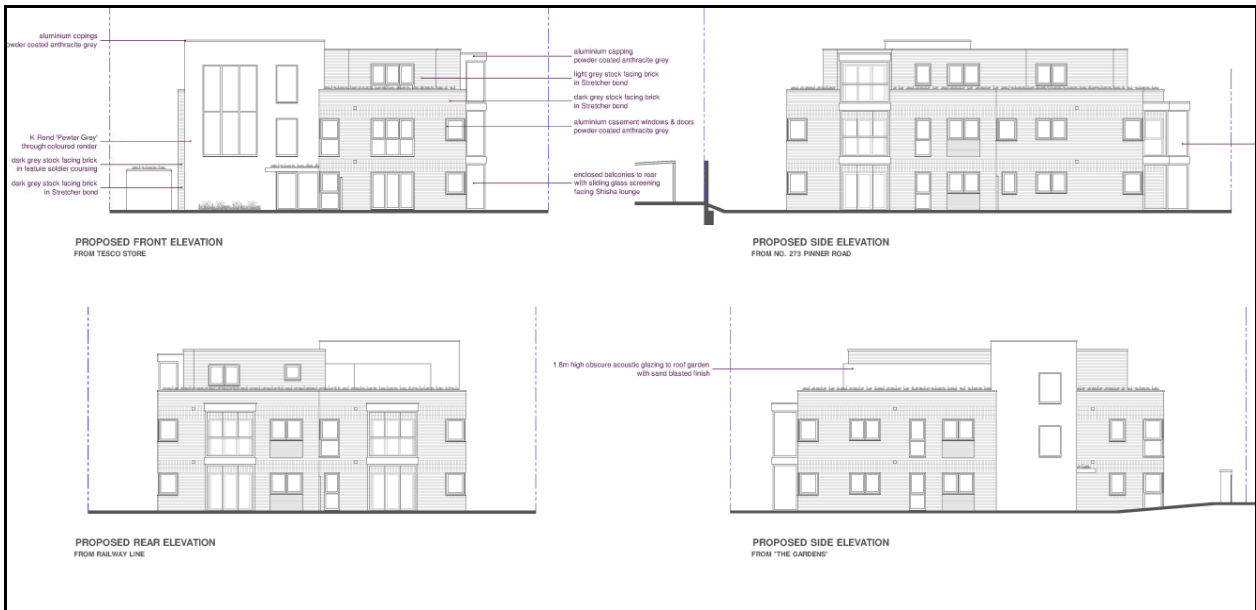 aluminium copings
powder coated anthracite grey
K Rend 'Pewter Grey'
through coloured render
dark grey stock facing brick
in feature soldier coursing
dark grey stock facing brick
in Stretcher bond
aluminium capping
powder coated anthracite grey
light grey stock facing brick
in Stretcher bond
dark grey stock facing brick
in Stretcher bond
aluminium casement windows & doors
powder coated anthracite grey
enclosed balconies to rear
with sliding glass screening
facing Shisha lounge
PROPOSED FRONT ELEVATION
FROM TESCO STORE
PROPOSED SIDE ELEVATION
FROM NO. 273 PINNER ROAD
1.8m high obscure acoustic glazing to roof garden
with sand blasted finish
PROPOSED REAR ELEVATION
FROM RAILWAY LINE
PROPOSED SIDE ELEVATION
FROM 'THE GARDENS'